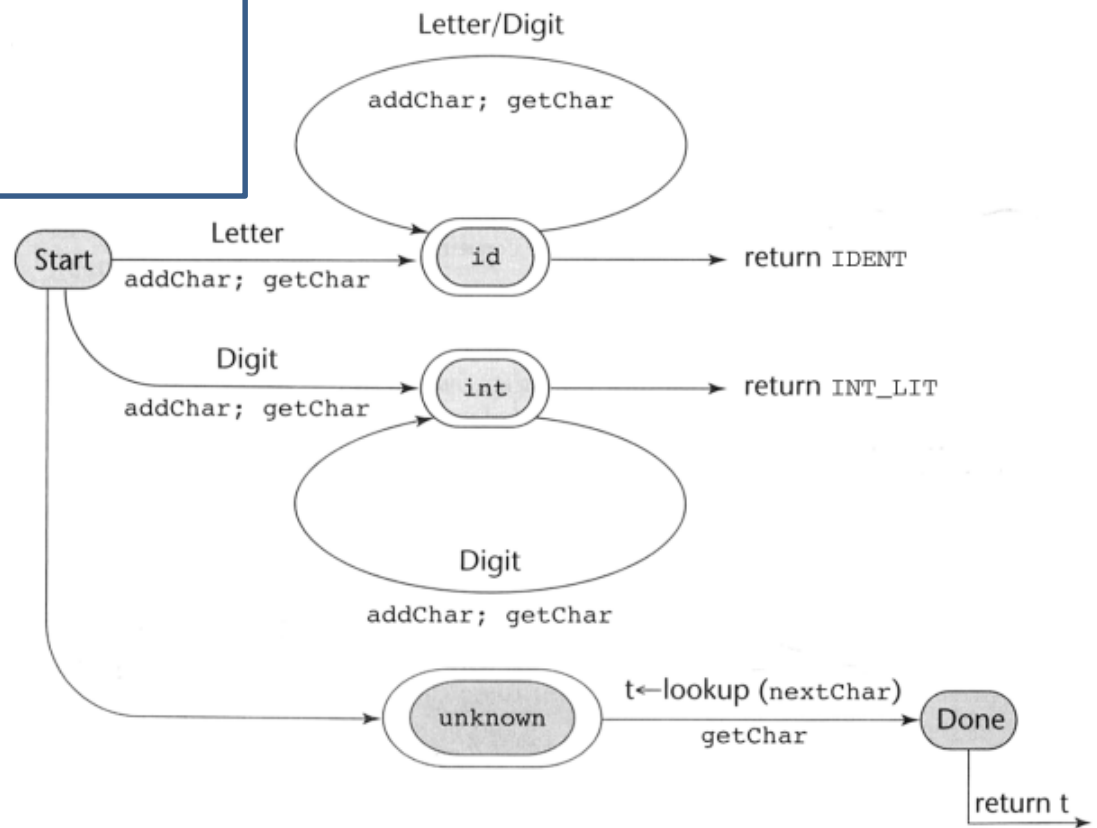 Letter/Digit
addChar; getChar
Start
Letter
addChar; getChar
id
return IDENT
Digit
addChar; getChar
int
return INT_LIT
Digit
addChar; getChar
unknown
t←lookup (nextChar)
getChar
Done
return t